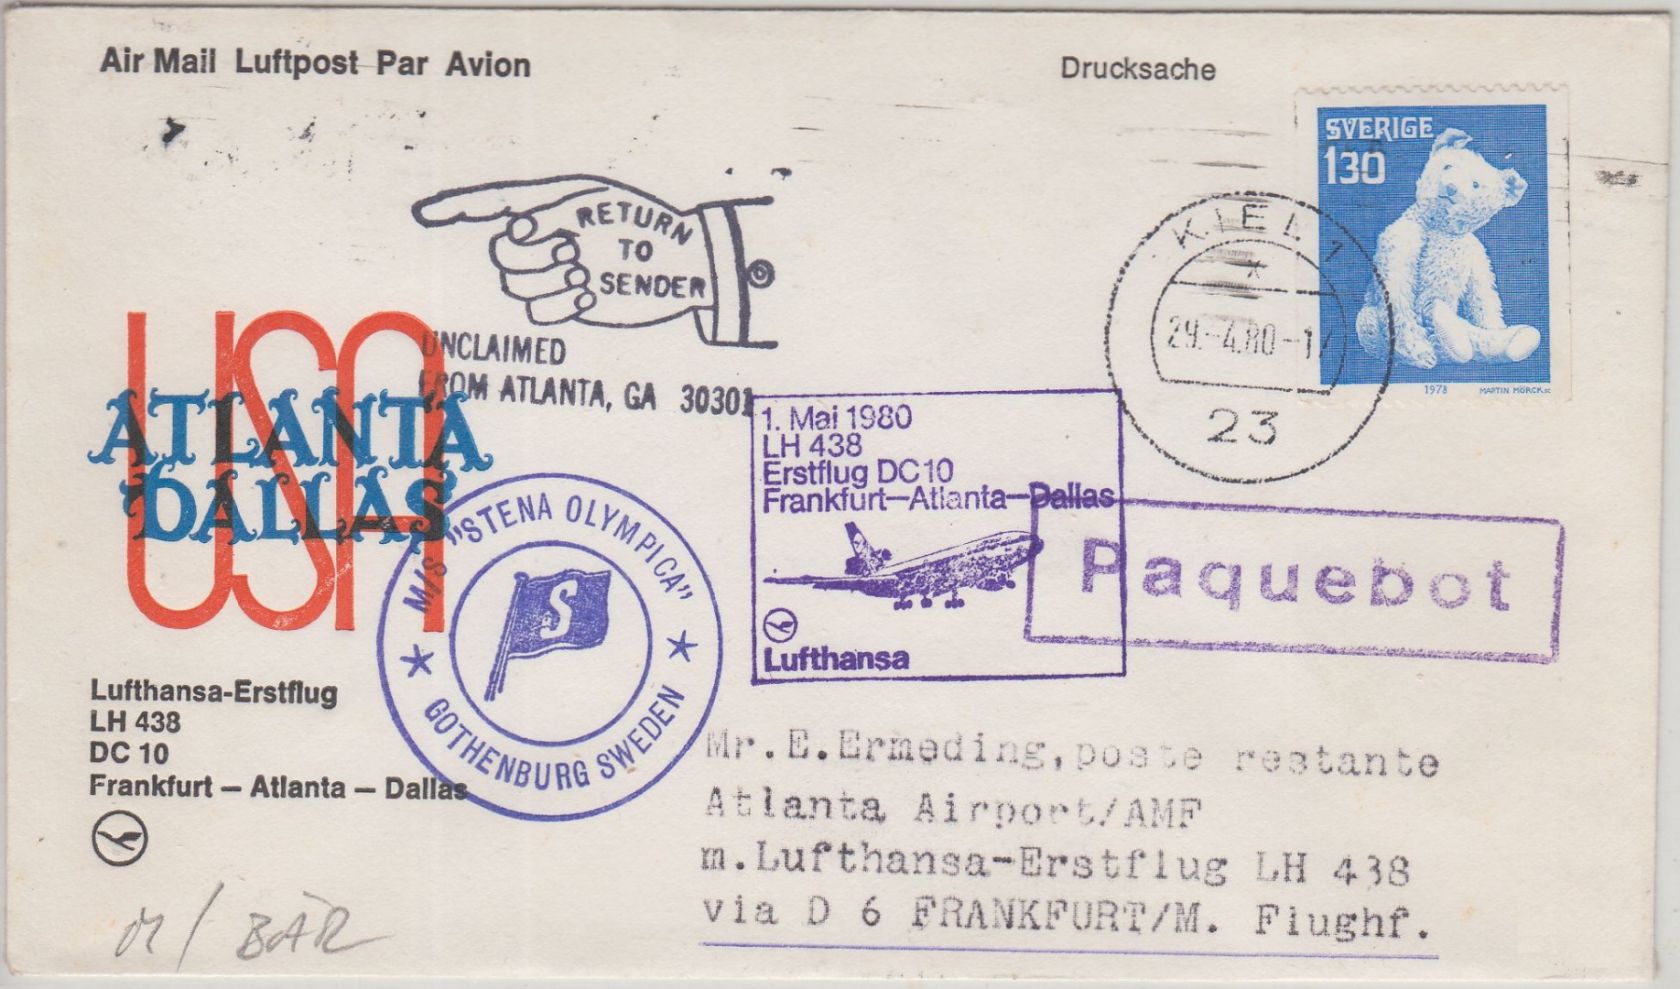 Air Mail Luftpost Par Avion
Drucksache
SVERIGE
130
1978 MARTIN MÖRCK SC
KIEL 1
x
29.-4.80-17
23
RETURN
TO
SENDER
UNCLAIMED
FROM ATLANTA, GA 30301
USA
ATLANTA
DALLAS
1. Mai 1980
LH 438
Erstflug DC10
Frankfurt—Atlanta—Dallas
Lufthansa
Paquebot
M/S "STENA OLYMPICA"
S
GOTHENBURG SWEDEN
Lufthansa-Erstflug
LH 438
DC 10
Frankfurt – Atlanta – Dallas
Mr.E.Ermeding,poste restante
Atlanta Airport/AMF
m.Lufthansa-Erstflug LH 438
via D 6 FRANKFURT/M. Flughf.
/ BÄR